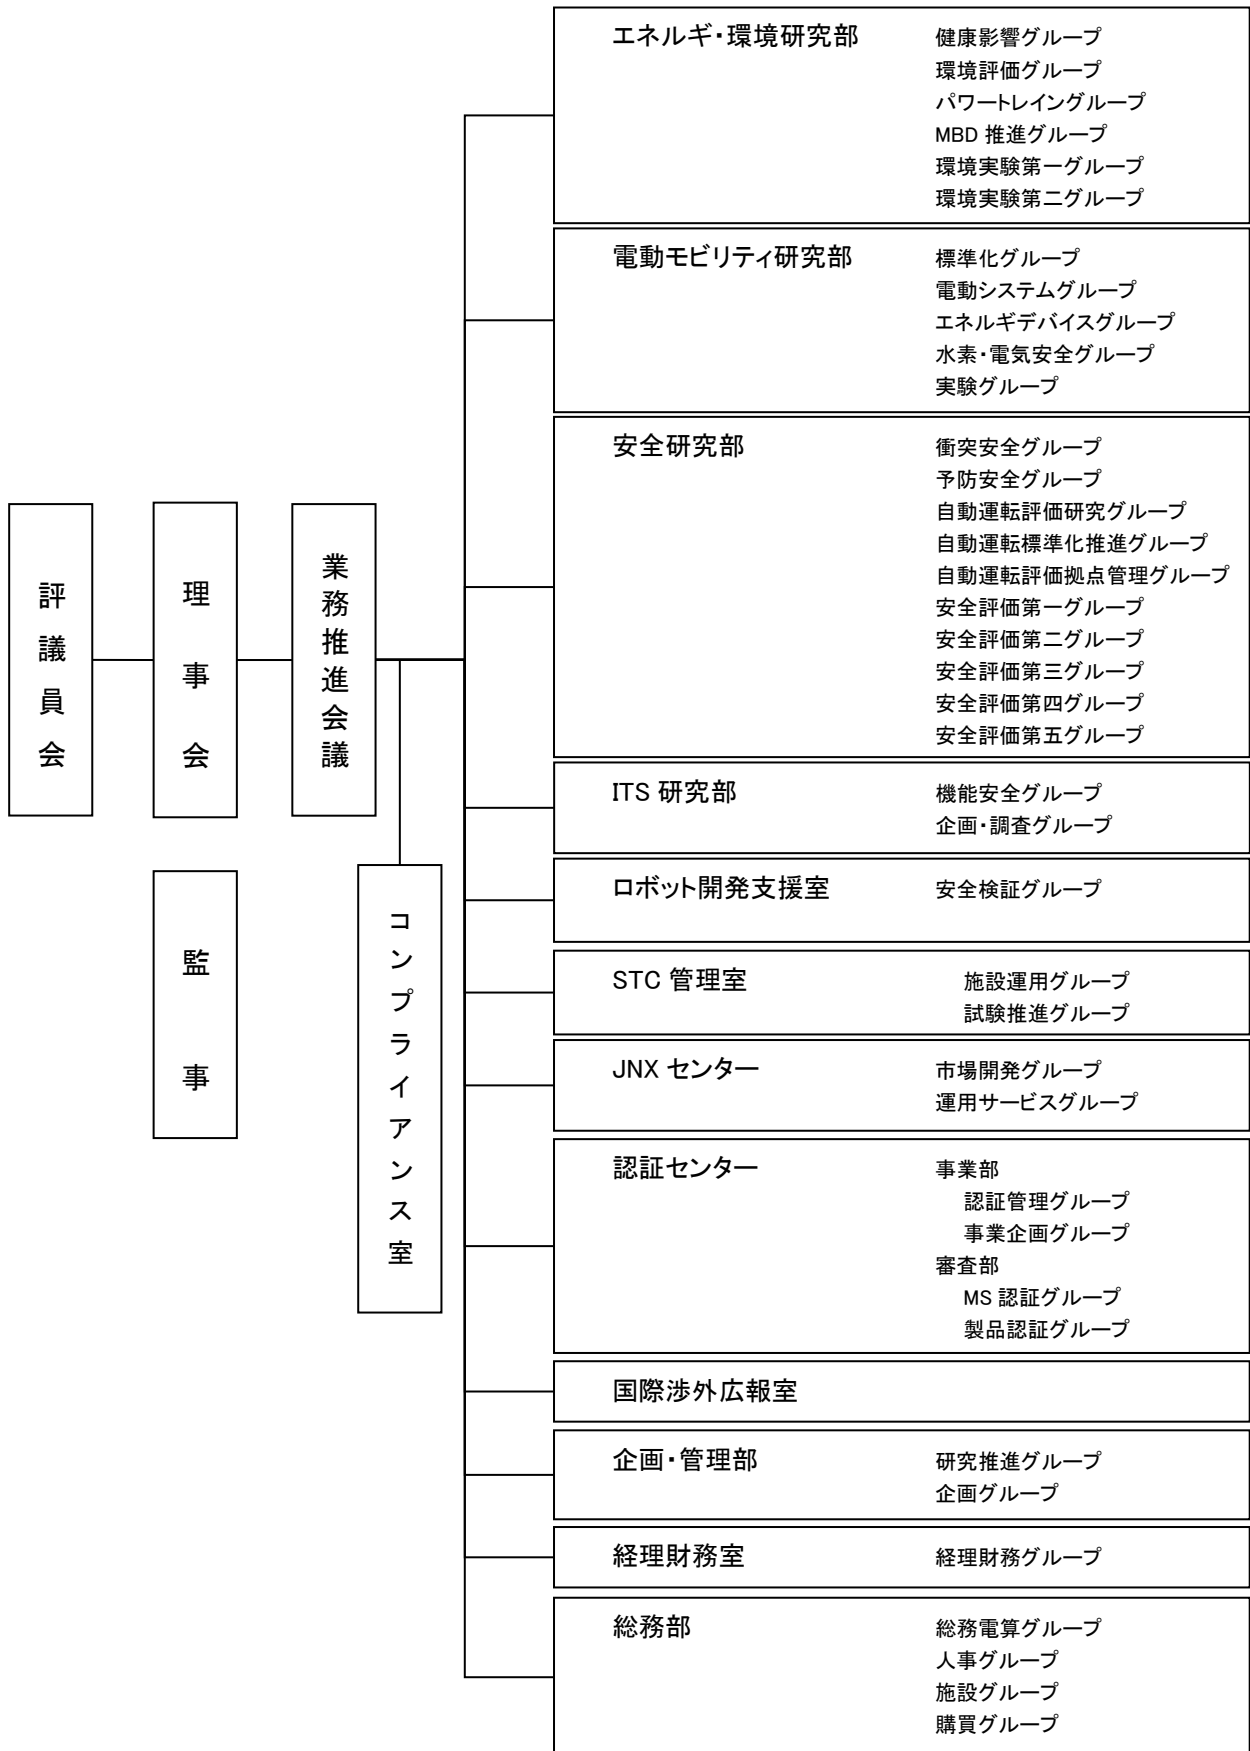 評議員会
理事会
監事
業務推進会議
コンプライアンス室
エネルギ・環境研究部
健康影響グループ
環境評価グループ
パワートレイングループ
MBD 推進グループ
環境実験第一グループ
環境実験第二グループ
電動モビリティ研究部
標準化グループ
電動システムグループ
エネルギデバイスグループ
水素・電気安全グループ
実験グループ
安全研究部
衝突安全グループ
予防安全グループ
自動運転評価研究グループ
自動運転標準化推進グループ
自動運転評価拠点管理グループ
安全評価第一グループ
安全評価第二グループ
安全評価第三グループ
安全評価第四グループ
安全評価第五グループ
ITS 研究部
機能安全グループ
企画・調査グループ
ロボット開発支援室
安全検証グループ
STC 管理室
施設運用グループ
試験推進グループ
JNX センター
市場開発グループ
運用サービスグループ
認証センター
事業部
認証管理グループ
事業企画グループ
審査部
MS 認証グループ
製品認証グループ
国際渉外広報室
企画・管理部
研究推進グループ
企画グループ
経理財務室
経理財務グループ
総務部
総務電算グループ
人事グループ
施設グループ
購買グループ